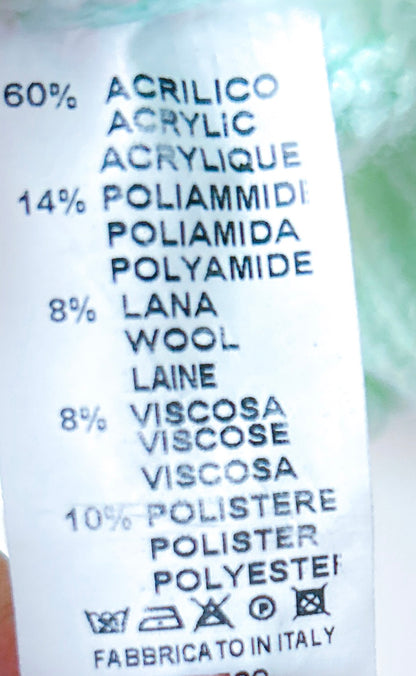 60% ACRILICO
ACRYLIC
ACRYLIQUE
14% POLIAMMIDI
POLIAMIDA
POLYAMIDE
8% LANA
WOOL
LAINE
8% VISCOSA
VISCOSE
VISCOSA
10% POLISTERE
POLISTER
POLYESTER
P
FABBRICATO IN ITALY